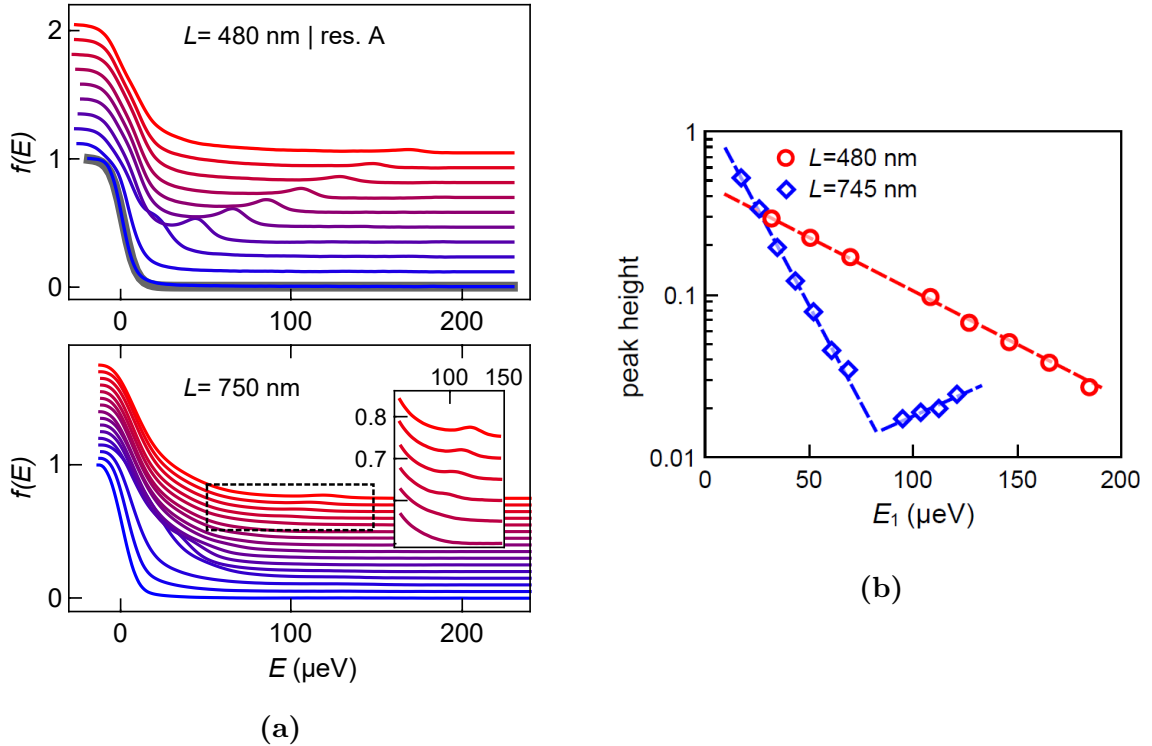 2
L= 480 nm | res. A
f(E)
1
0
0
100
200
L= 750 nm
100
150
0.8
0.7
f(E)
1
0
0
100
200
E (μeV)
(a)
1
L=480 nm
L=745 nm
peak height
0.1
0.01
0
50
100
150
200
E₁ (μeV)
(b)